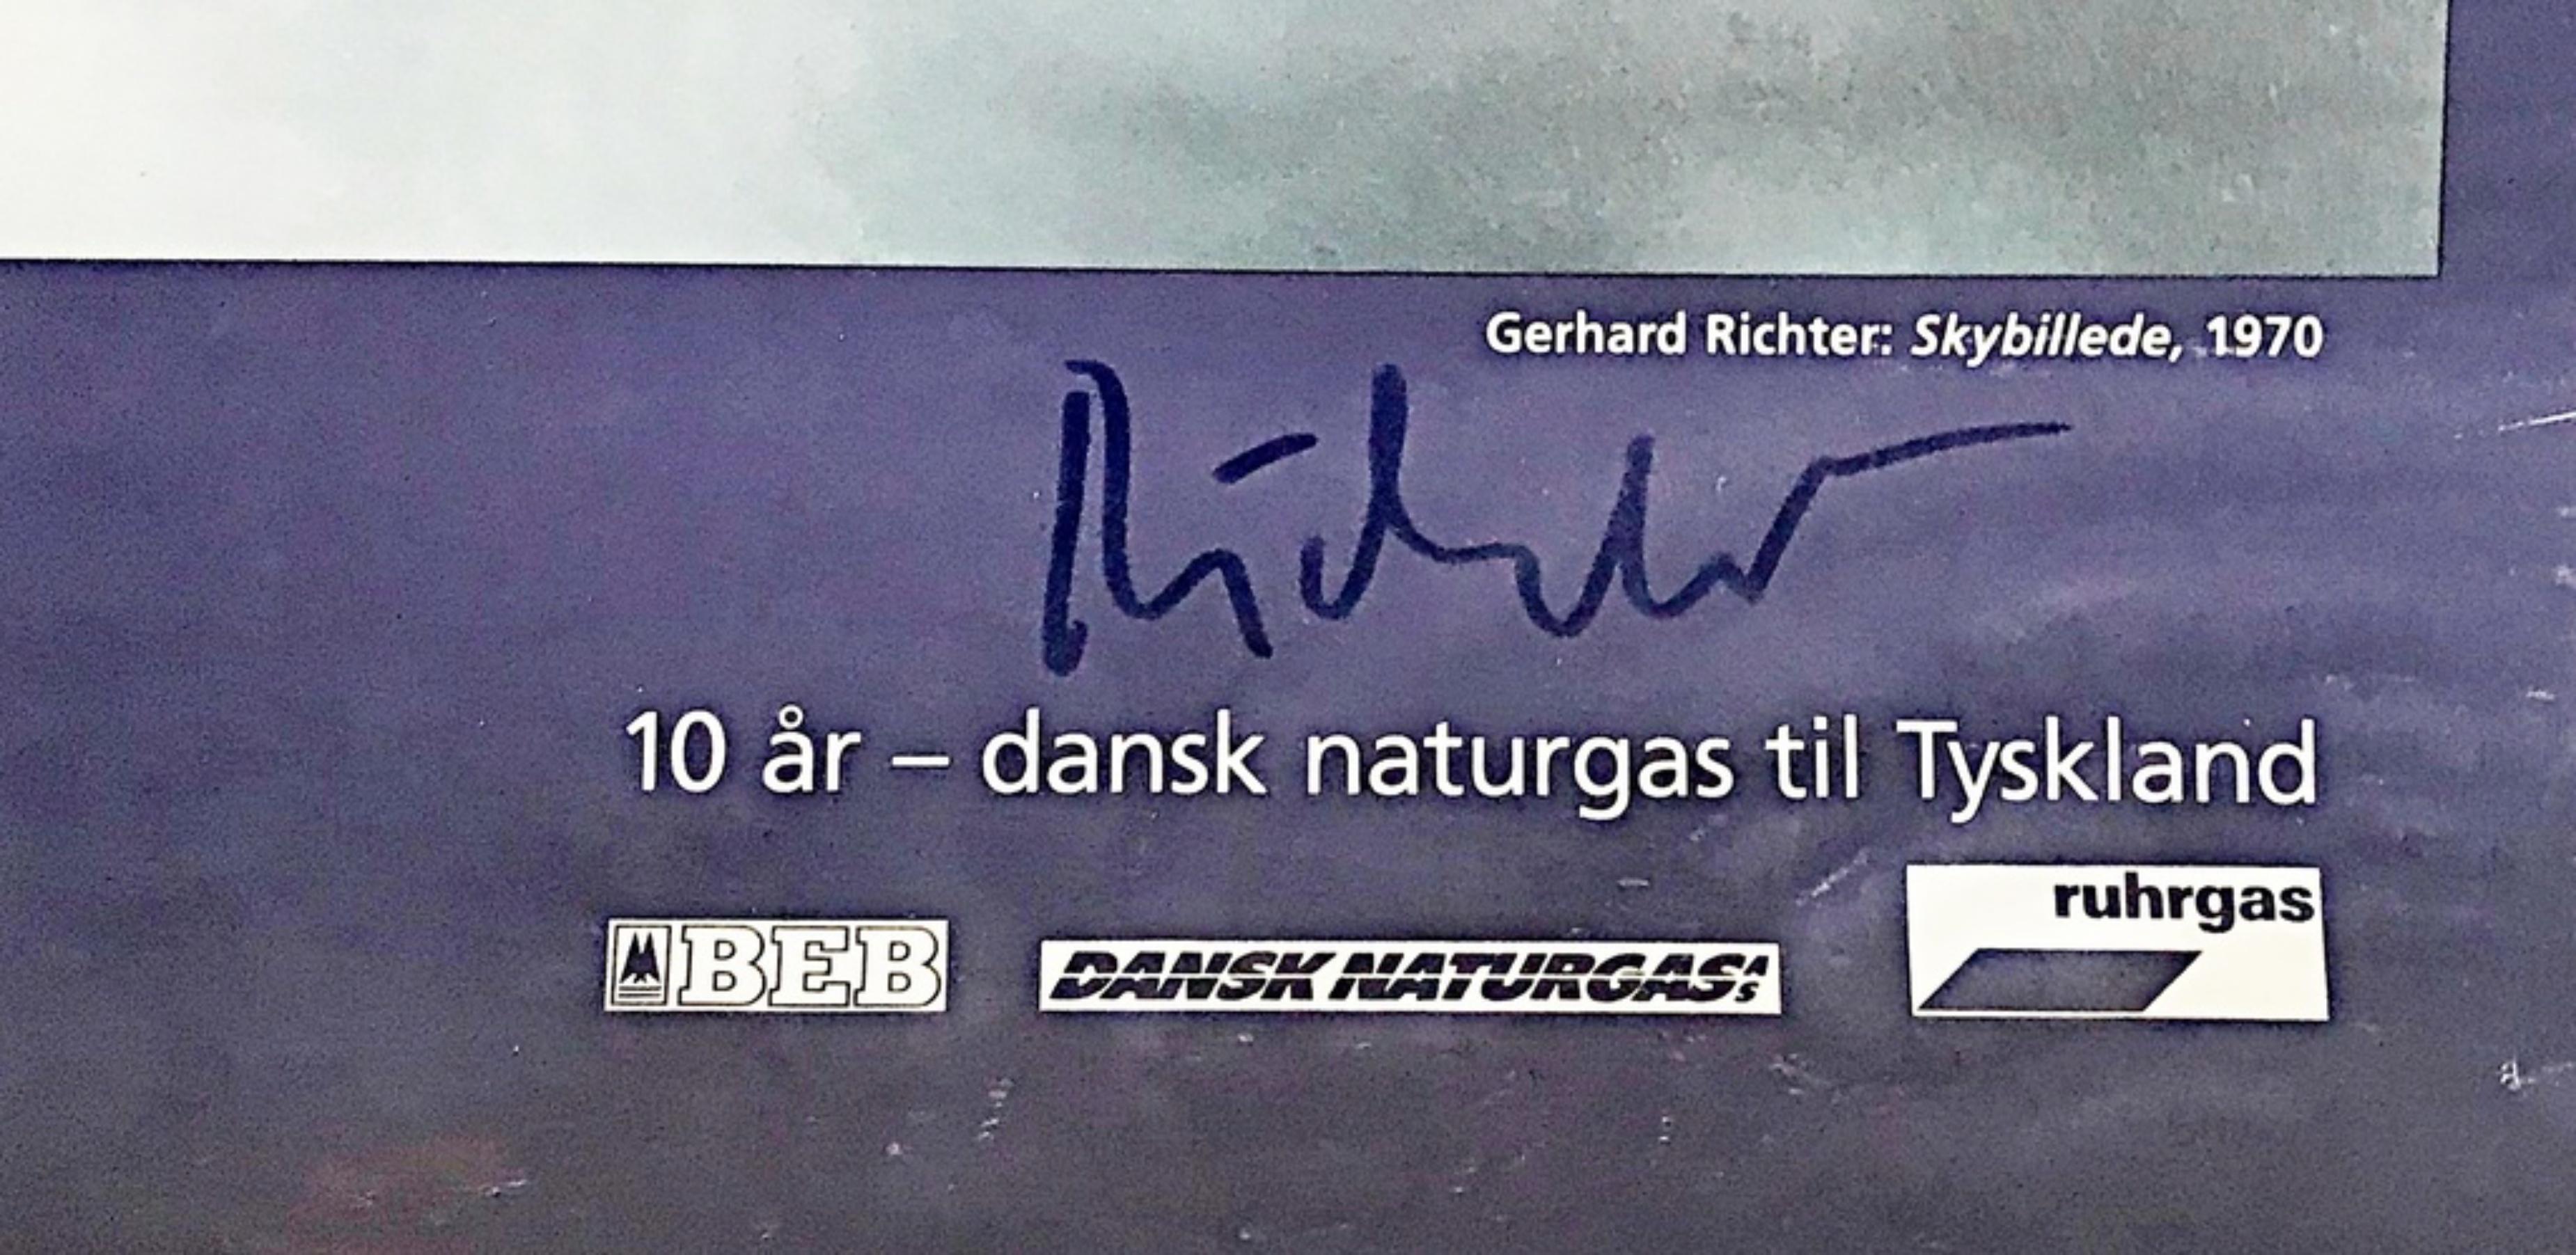 Gerhard Richter: Skybillede, 1970
Richter
10 år – dansk naturgas til Tyskland
BEB
DANSK NATURGAS A/S
ruhrgas